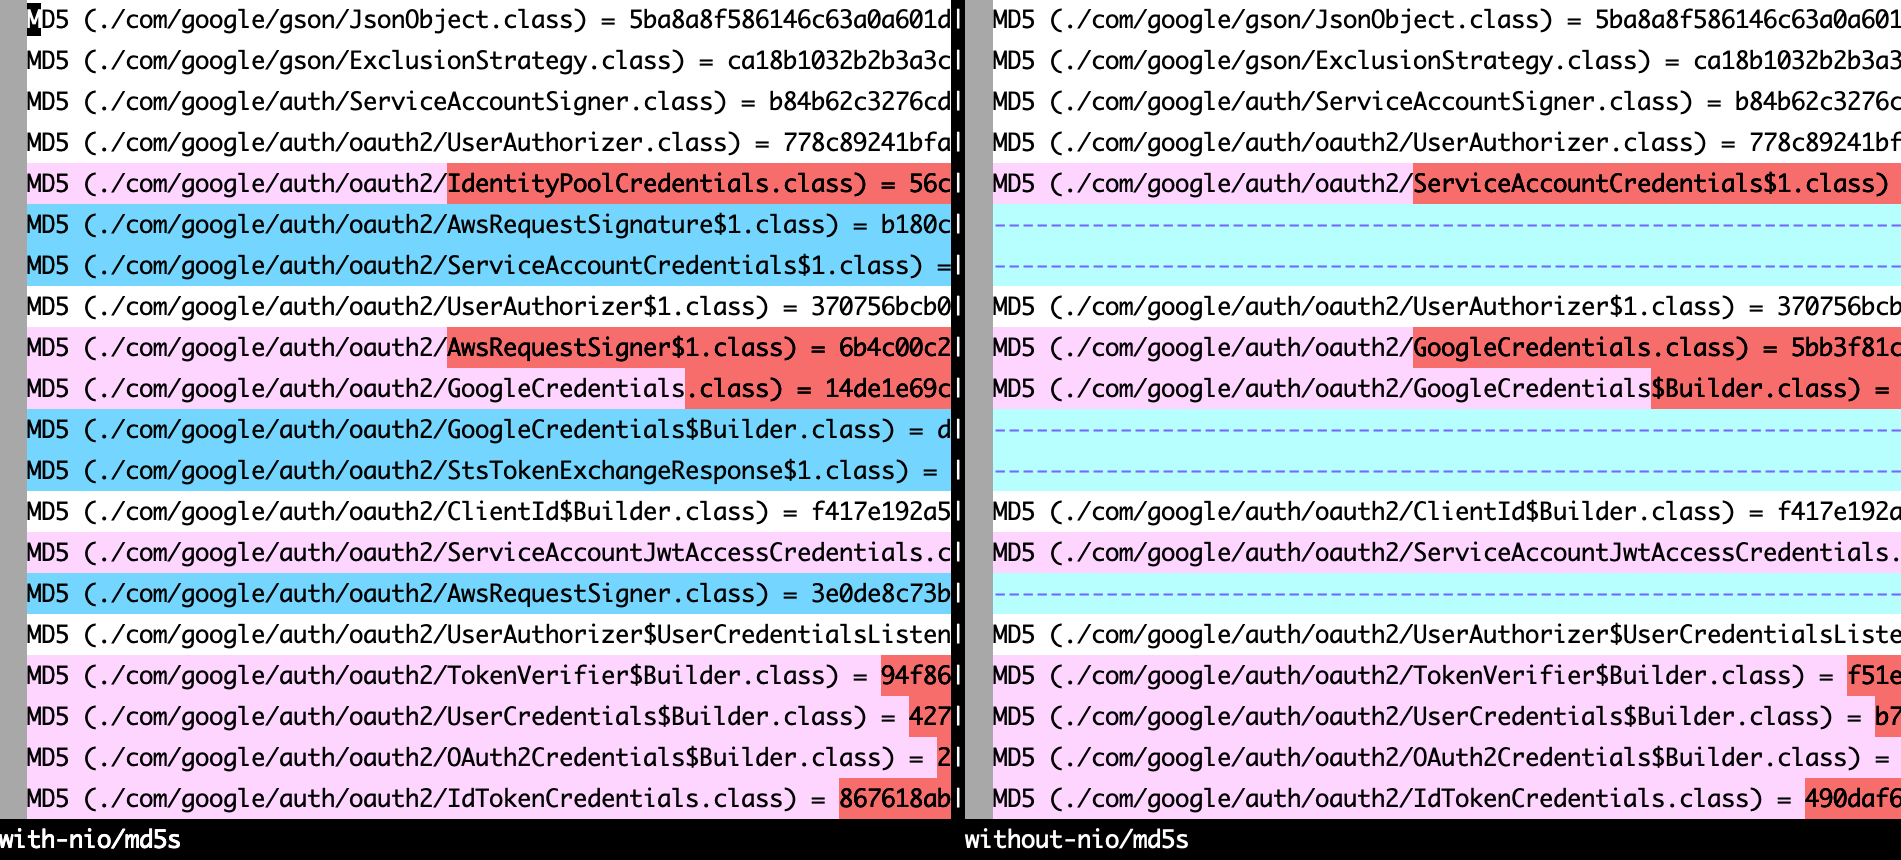 MD5 (./com/google/gson/JsonObject.class) = 5ba8a8f586146c63a0a601d
MD5 (./com/google/gson/ExclusionStrategy.class) = ca18b1032b2b3a3c
MD5 (./com/google/auth/ServiceAccountSigner.class) = b84b62c3276cd
MD5 (./com/google/auth/oauth2/UserAuthorizer.class) = 778c89241bfa
MD5 (./com/google/auth/oauth2/IdentityPoolCredentials.class) = 56c
MD5 (./com/google/auth/oauth2/AwsRequestSignature$1.class) = b180c
MD5 (./com/google/auth/oauth2/ServiceAccountCredentials$1.class) =
MD5 (./com/google/auth/oauth2/UserAuthorizer$1.class) = 370756bcb0
MD5 (./com/google/auth/oauth2/AwsRequestSigner$1.class) = 6b4c00c2
MD5 (./com/google/auth/oauth2/GoogleCredentials.class) = 14de1e69c
MD5 (./com/google/auth/oauth2/GoogleCredentials$Builder.class) = d
MD5 (./com/google/auth/oauth2/StsTokenExchangeResponse$1.class) =
MD5 (./com/google/auth/oauth2/ClientId$Builder.class) = f417e192a5
MD5 (./com/google/auth/oauth2/ServiceAccountJwtAccessCredentials.c
MD5 (./com/google/auth/oauth2/AwsRequestSigner.class) = 3e0de8c73b
MD5 (./com/google/auth/oauth2/UserAuthorizer$UserCredentialsListen
MD5 (./com/google/auth/oauth2/TokenVerifier$Builder.class) = 94f86
MD5 (./com/google/auth/oauth2/UserCredentials$Builder.class) = 427
MD5 (./com/google/auth/oauth2/OAuth2Credentials$Builder.class) = 2
MD5 (./com/google/auth/oauth2/IdTokenCredentials.class) = 867618ab
with-nio/md5s
MD5 (./com/google/gson/JsonObject.class) = 5ba8a8f586146c63a0a601
MD5 (./com/google/gson/ExclusionStrategy.class) = ca18b1032b2b3a3
MD5 (./com/google/auth/ServiceAccountSigner.class) = b84b62c3276c
MD5 (./com/google/auth/oauth2/UserAuthorizer.class) = 778c89241bf
MD5 (./com/google/auth/oauth2/ServiceAccountCredentials$1.class)
MD5 (./com/google/auth/oauth2/UserAuthorizer$1.class) = 370756bcb
MD5 (./com/google/auth/oauth2/GoogleCredentials.class) = 5bb3f81c
MD5 (./com/google/auth/oauth2/GoogleCredentials$Builder.class) =
MD5 (./com/google/auth/oauth2/ClientId$Builder.class) = f417e192a
MD5 (./com/google/auth/oauth2/ServiceAccountJwtAccessCredentials.
MD5 (./com/google/auth/oauth2/UserAuthorizer$UserCredentialsListe
MD5 (./com/google/auth/oauth2/TokenVerifier$Builder.class) = f51e
MD5 (./com/google/auth/oauth2/UserCredentials$Builder.class) = b7
MD5 (./com/google/auth/oauth2/OAuth2Credentials$Builder.class) =
MD5 (./com/google/auth/oauth2/IdTokenCredentials.class) = 490daf6
without-nio/md5s